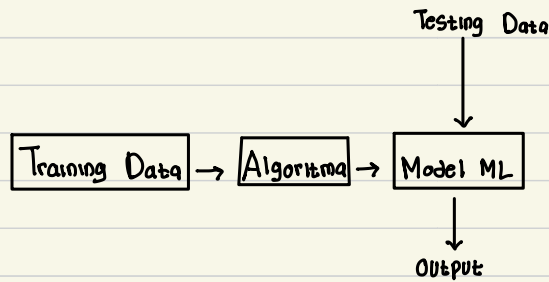 Testing Data
Training Data
Algoritma
Model ML
Output